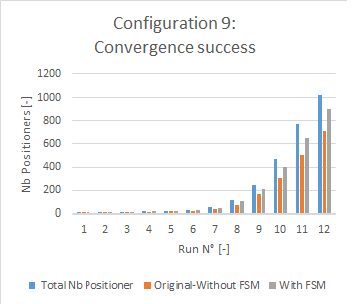 Configuration 9:
Convergence success
Nb Positioners [-]
1200
1000
800
600
400
200
0
1 2 3 4 5 6 7 8 9 10 11 12
Run N° [-]
Total Nb Positioner Original-Without FSM With FSM